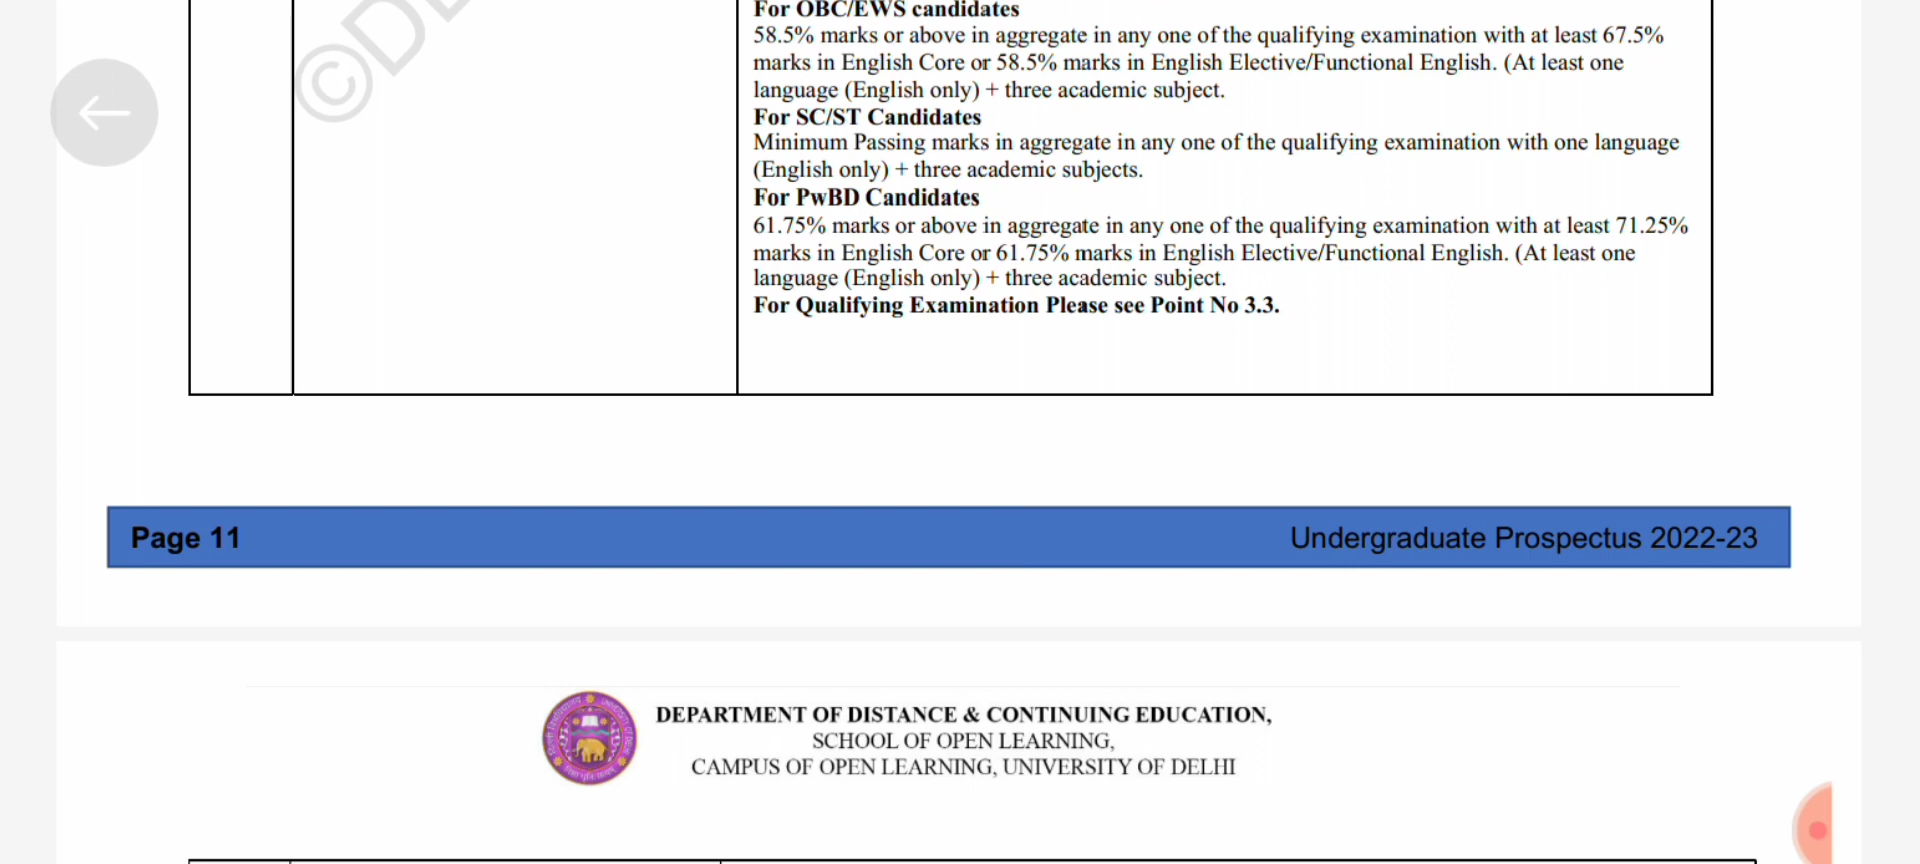 For OBC/EWS candidates
58.5% marks or above in aggregate in any one of the qualifying examination with at least 67.5%
marks in English Core or 58.5% marks in English Elective/Functional English. (At least one
language (English only) + three academic subject.
For SC/ST Candidates
Minimum Passing marks in aggregate in any one of the qualifying examination with one language
(English only) + three academic subjects.
For PwBD Candidates
61.75% marks or above in aggregate in any one of the qualifying examination with at least 71.25%
marks in English Core or 61.75% marks in English Elective/Functional English. (At least one
language (English only) + three academic subject.
For Qualifying Examination Please see Point No 3.3.
Page 11
Undergraduate Prospectus 2022-23
DEPARTMENT OF DISTANCE & CONTINUING EDUCATION,
SCHOOL OF OPEN LEARNING,
CAMPUS OF OPEN LEARNING, UNIVERSITY OF DELHI